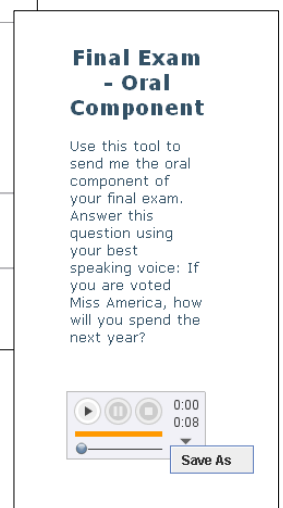 Final Exam
- Oral
Component
Use this tool to
send me the oral
component of
your final exam.
Answer this
question using
your best
speaking voice: If
you are voted
Miss America, how
will you spend the
next year?
0:00
0:08
Save As